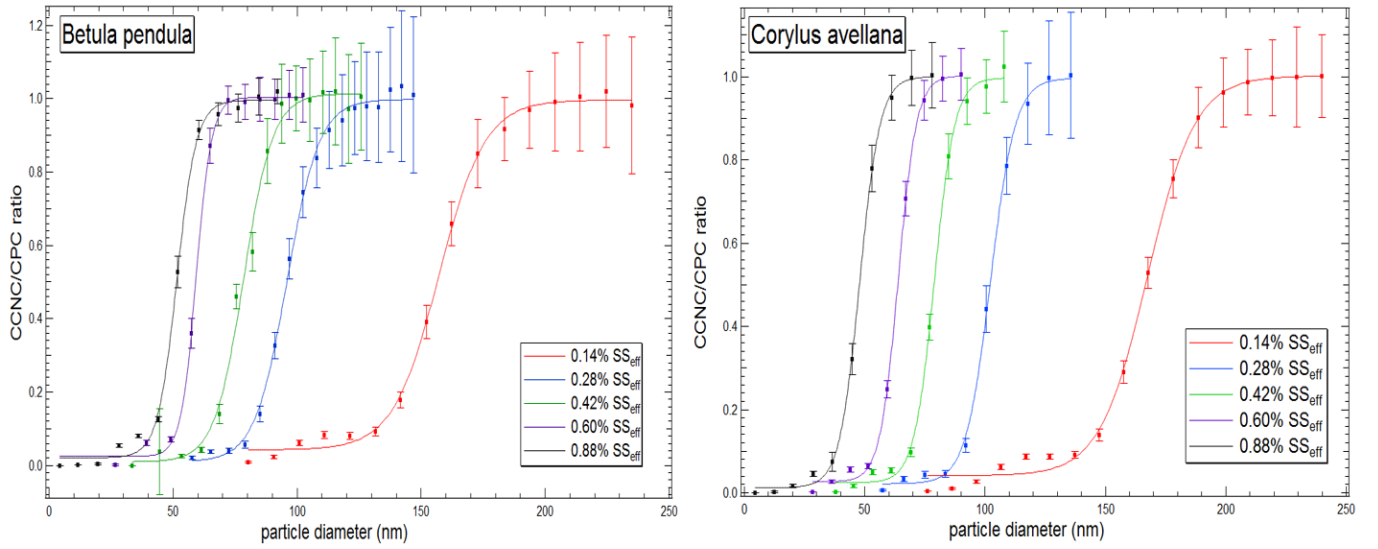 Betula pendula
CCNC/CPC ratio
1.2
1.0
0.8
0.6
0.4
0.2
0.0
0.14% SSeff
0.28% SSeff
0.42% SSeff
0.60% SSeff
0.88% SSeff
0 50 100 150 200 250
particle diameter (nm)
Corylus avellana
CCNC/CPC ratio
1.0
0.8
0.6
0.4
0.2
0.0
0.14% SSeff
0.28% SSeff
0.42% SSeff
0.60% SSeff
0.88% SSeff
0 50 100 150 200 250
particle diameter (nm)